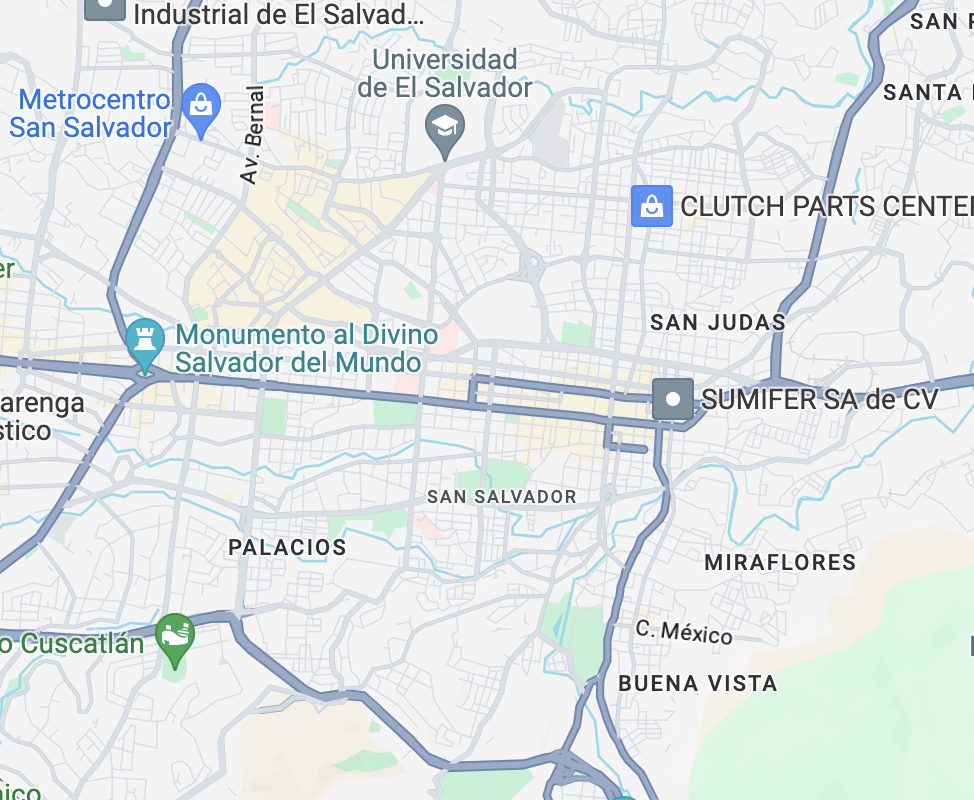 Industrial de El Salvad...
SAN
Universidad
de El Salvador
Metrocentro
San Salvador
SANTA
Av. Bernal
CLUTCH PARTS CENTE
er
SAN JUDAS
Monumento al Divino
Salvador del Mundo
arenga
stico
SUMIFER SA de CV
SAN SALVADOR
PALACIOS
MIRAFLORES
C. México
o Cuscatlán
BUENA VISTA
ico